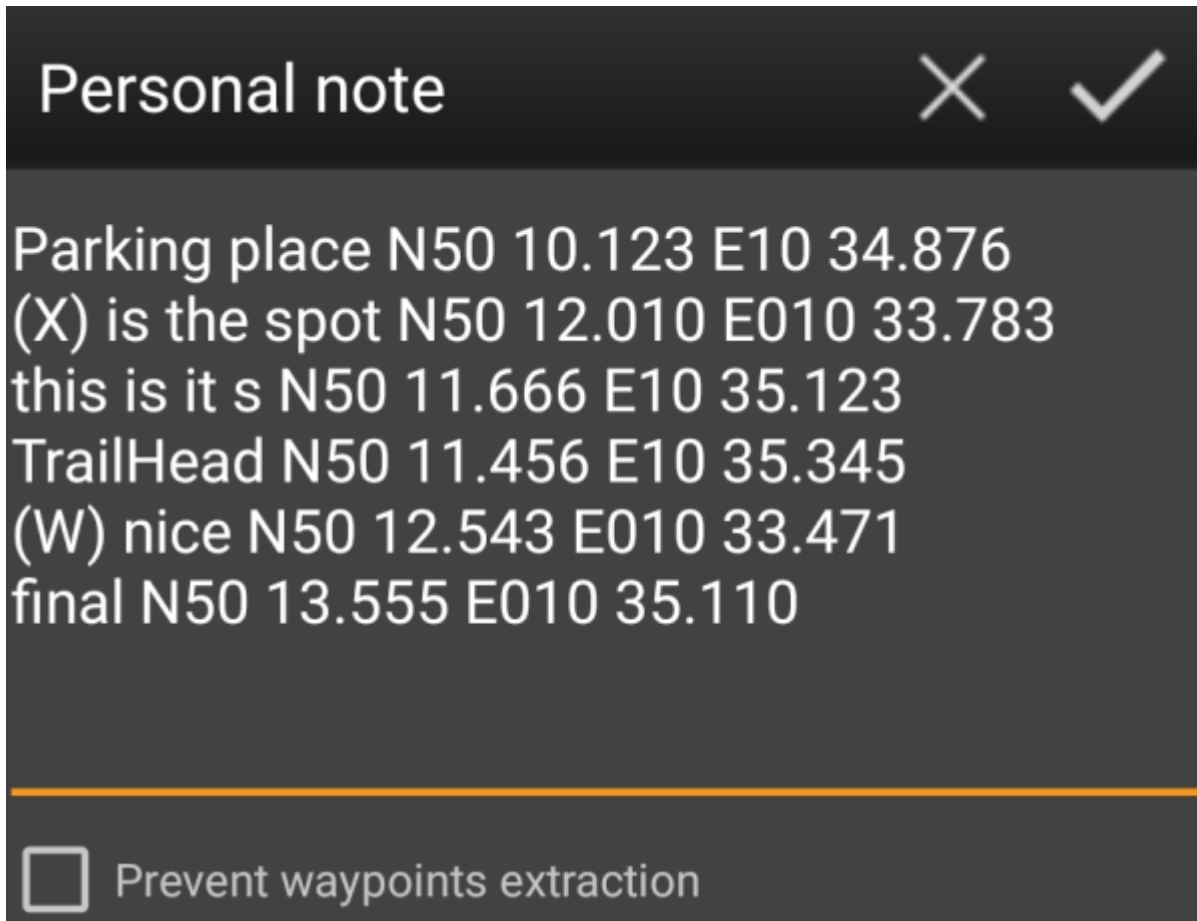 Personal note
Parking place N50 10.123 E10 34.876
(X) is the spot N50 12.010 E010 33.783
this is it s N50 11.666 E10 35.123
TrailHead N50 11.456 E10 35.345
(W) nice N50 12.543 E010 33.471
final N50 13.555 E010 35.110
Prevent waypoints extraction